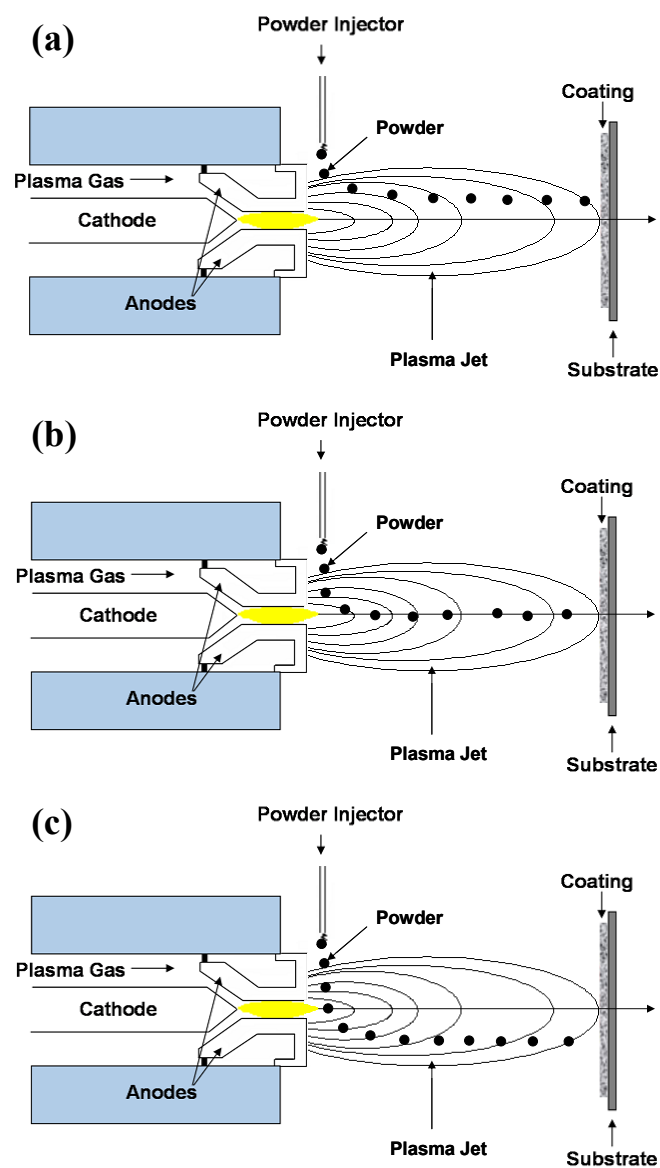 (a)
Powder Injector
Coating
Powder
Plasma Gas
Cathode
Anodes
Plasma Jet
Substrate
(b)
Powder Injector
Coating
Powder
Plasma Gas
Cathode
Anodes
Plasma Jet
Substrate
(c)
Powder Injector
Coating
Powder
Plasma Gas
Cathode
Anodes
Plasma Jet
Substrate